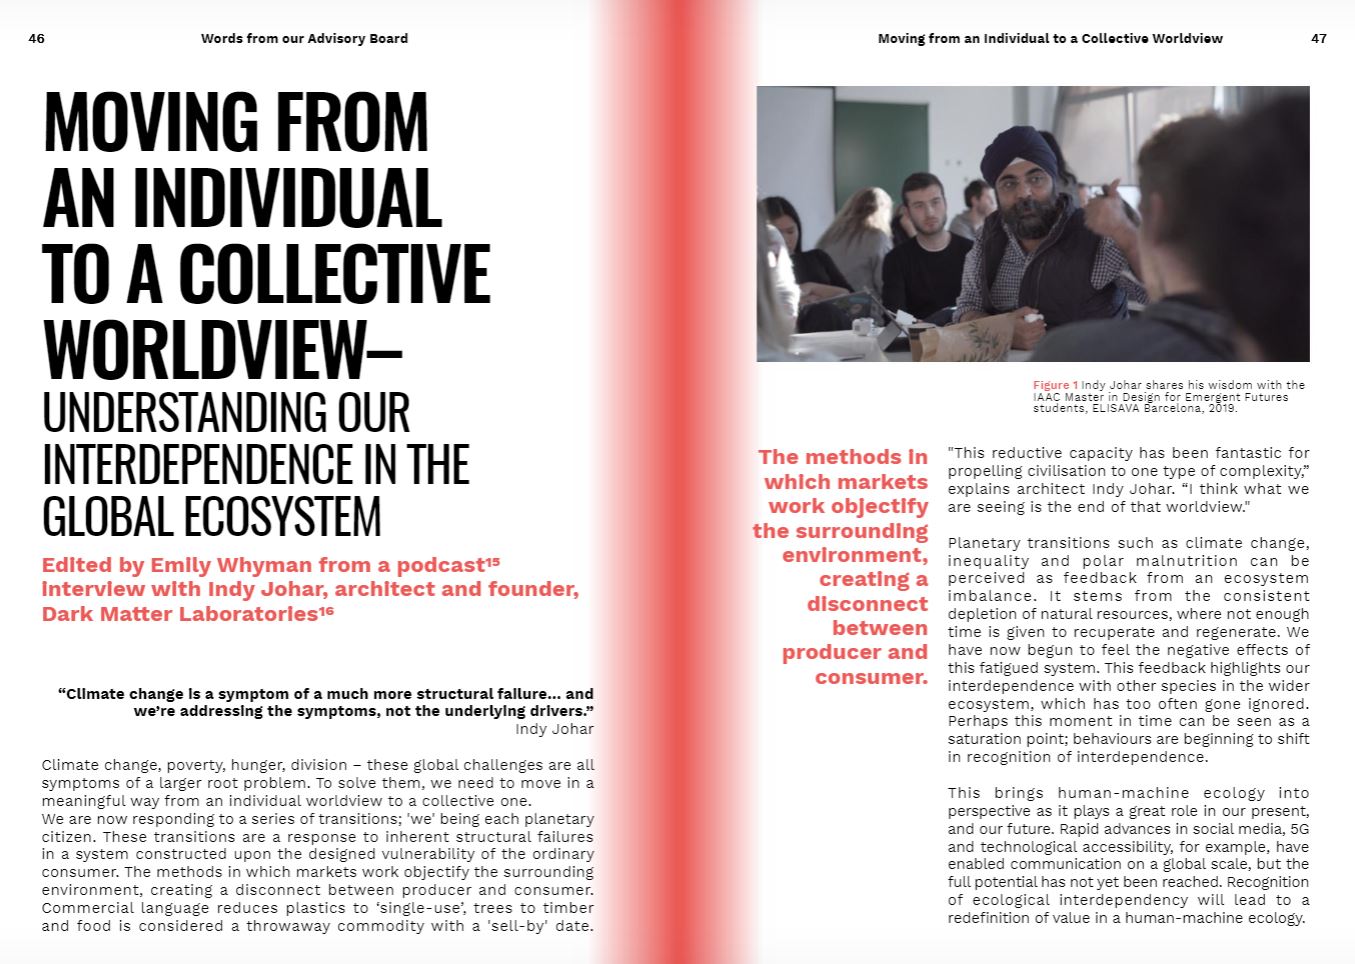 46
Words from our Advisory Board
MOVING FROM
AN INDIVIDUAL
TO A COLLECTIVE
WORLDVIEW–
UNDERSTANDING OUR
INTERDEPENDENCE IN THE
GLOBAL ECOSYSTEM
Edited by Emily Whyman from a podcast¹⁵
interview with Indy Johar, architect and founder,
Dark Matter Laboratories¹⁶
“Climate change is a symptom of a much more structural failure... and
we’re addressing the symptoms, not the underlying drivers.”
Indy Johar
Climate change, poverty, hunger, division – these global challenges are all
symptoms of a larger root problem. To solve them, we need to move in a
meaningful way from an individual worldview to a collective one.
We are now responding to a series of transitions; 'we' being each planetary
citizen. These transitions are a response to inherent structural failures
in a system constructed upon the designed vulnerability of the ordinary
consumer. The methods in which markets work objectify the surrounding
environment, creating a disconnect between producer and consumer.
Commercial language reduces plastics to ‘single-use’, trees to timber
and food is considered a throwaway commodity with a 'sell-by' date.
Moving from an Individual to a Collective Worldview
47
Figure 1 Indy Johar shares his wisdom with the
IAAC Master in Design for Emergent Futures
students, ELISAVA Barcelona, 2019.
The methods in
which markets
work objectify
the surrounding
environment,
creating a
disconnect
between
producer and
consumer.
"This reductive capacity has been fantastic for
propelling civilisation to one type of complexity,”
explains architect Indy Johar. “I think what we
are seeing is the end of that worldview."
Planetary transitions such as climate change,
inequality and polar malnutrition can be
perceived as feedback from an ecosystem
imbalance. It stems from the consistent
depletion of natural resources, where not enough
time is given to recuperate and regenerate. We
have now begun to feel the negative effects of
this fatigued system. This feedback highlights our
interdependence with other species in the wider
ecosystem, which has too often gone ignored.
Perhaps this moment in time can be seen as a
saturation point; behaviours are beginning to shift
in recognition of interdependence.
This brings human-machine ecology into
perspective as it plays a great role in our present,
and our future. Rapid advances in social media, 5G
and technological accessibility, for example, have
enabled communication on a global scale, but the
full potential has not yet been reached. Recognition
of ecological interdependency will lead to a
redefinition of value in a human-machine ecology.